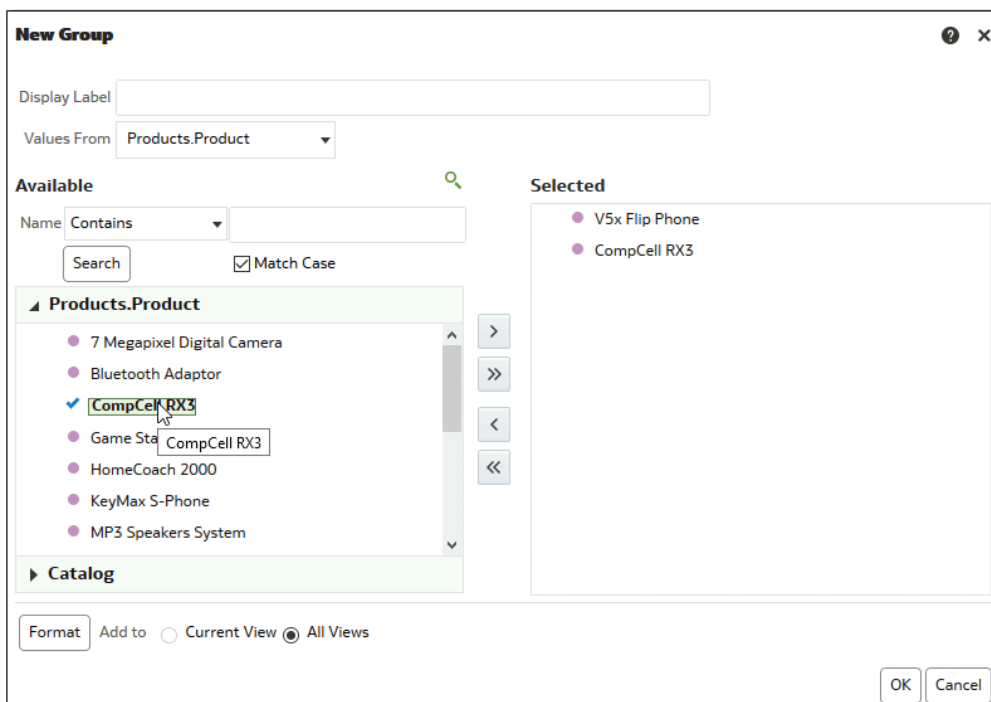 New Group
Display Label
Values From Products.Product
Available
Selected
Name Contains
Search Match Case
Products.Product
7 Megapixel Digital Camera
Bluetooth Adaptor
CompCell RX3
Game Sta
CompCell RX3
HomeCoach 2000
KeyMax S-Phone
MP3 Speakers System
Catalog
V5x Flip Phone
CompCell RX3
Format Add to Current View All Views
OK Cancel